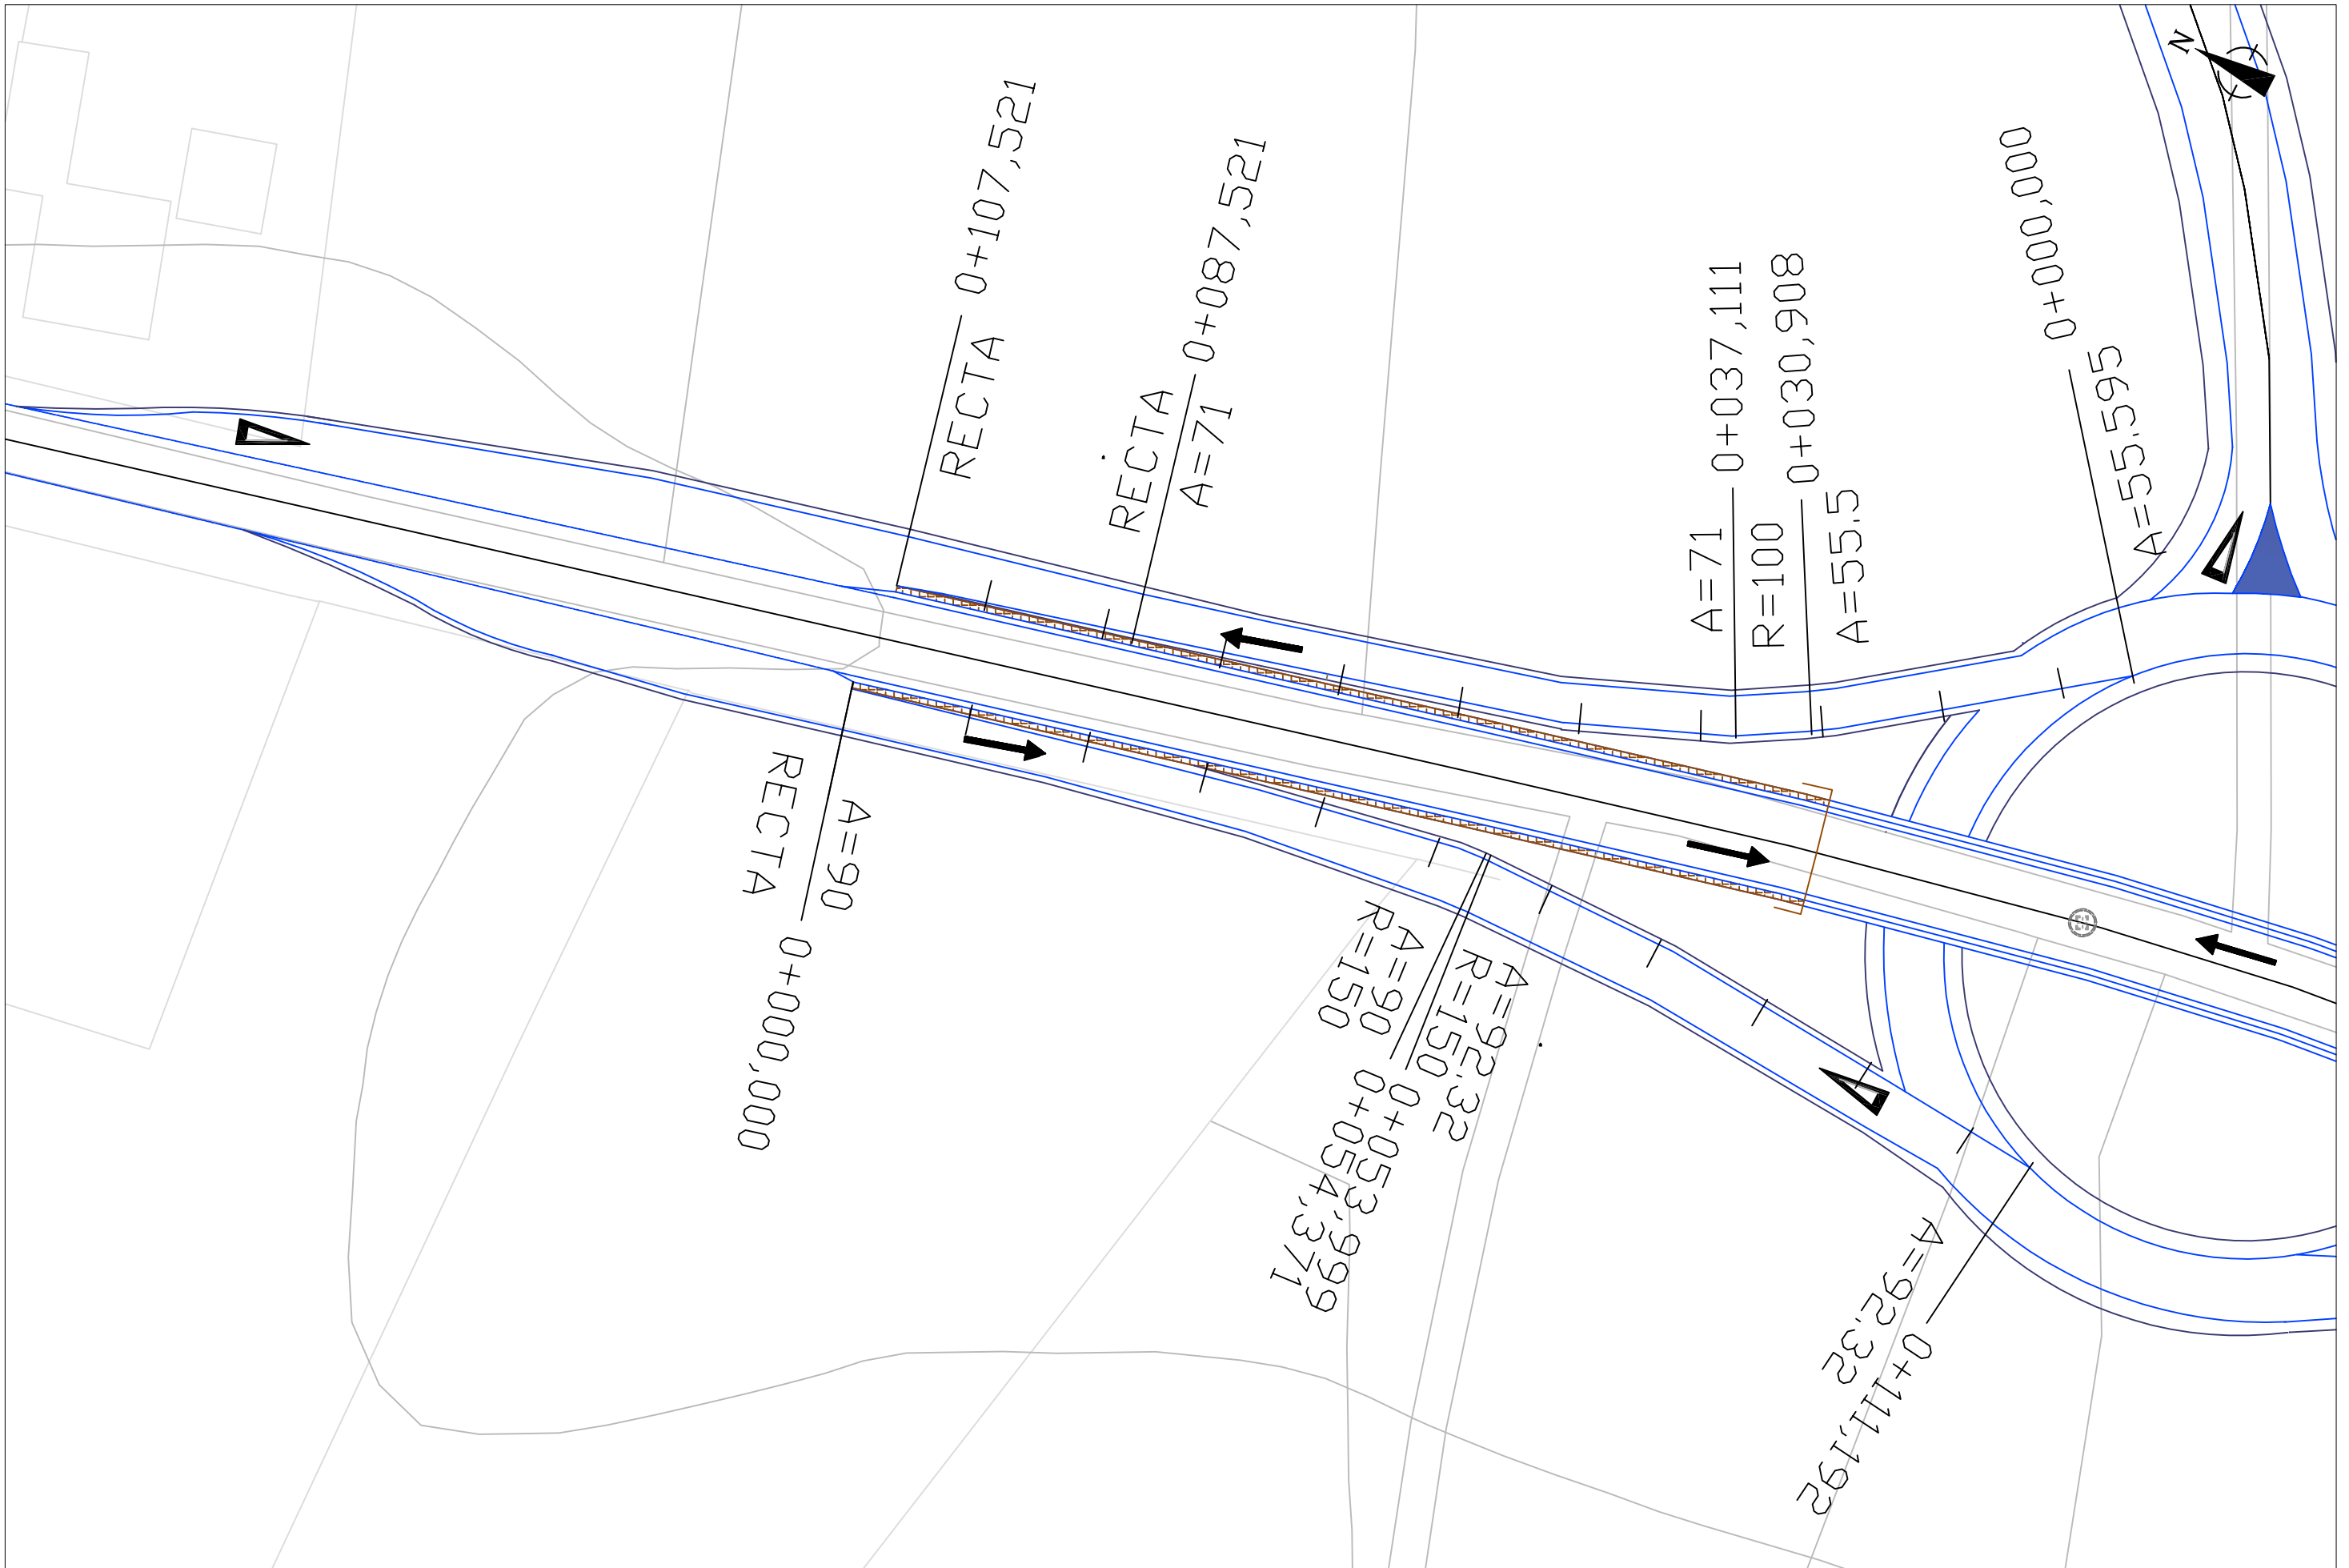 N
0+107,521
RECTA
0+087,521
RECTA
A=71
0+037,111
A=71
R=100
0+030,908
A=55.5
0+000,000
A=55.595
RECTA
A=90
0+000,000
A=90
R=150
0+054,337
A=92.32
R=150
0+053,939
A=92.32
0+111,192